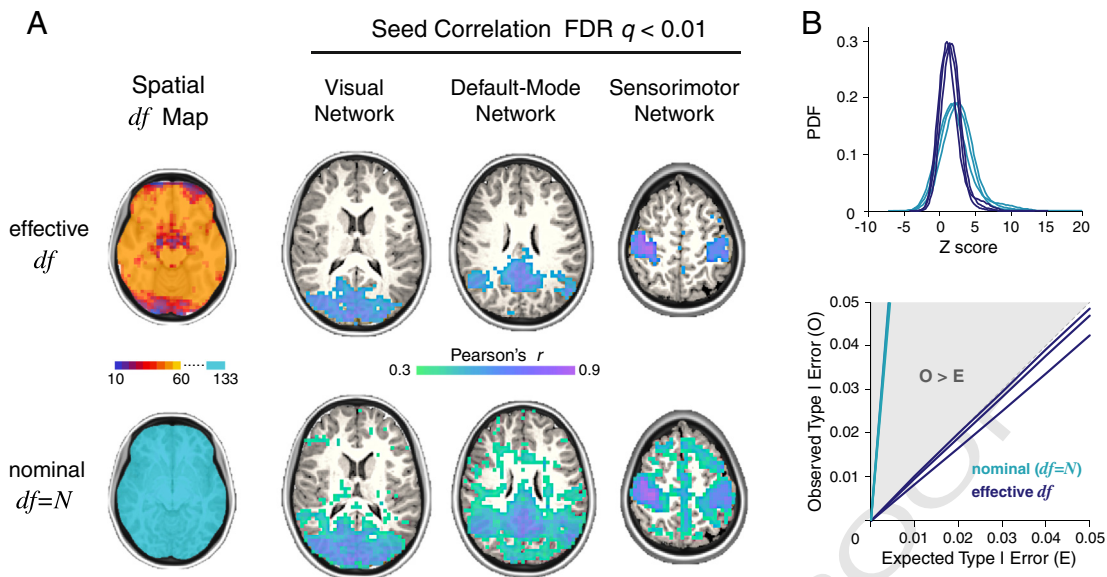 A
Seed Correlation FDR q < 0.01
Spatial
df Map
Visual
Network
Default-Mode
Network
Sensorimotor
Network
effective
df
10
60
133
Pearson's r
0.3
0.9
nominal
df=N
B
0.3
0.2
0.1
0
PDF
-10
-5
0
5
10
15
20
Z score
0.05
0.04
0.03
0.02
0.01
0
Observed Type I Error (O)
O > E
nominal (df=N)
effective df
0.01
0.02
0.03
0.04
0.05
Expected Type I Error (E)